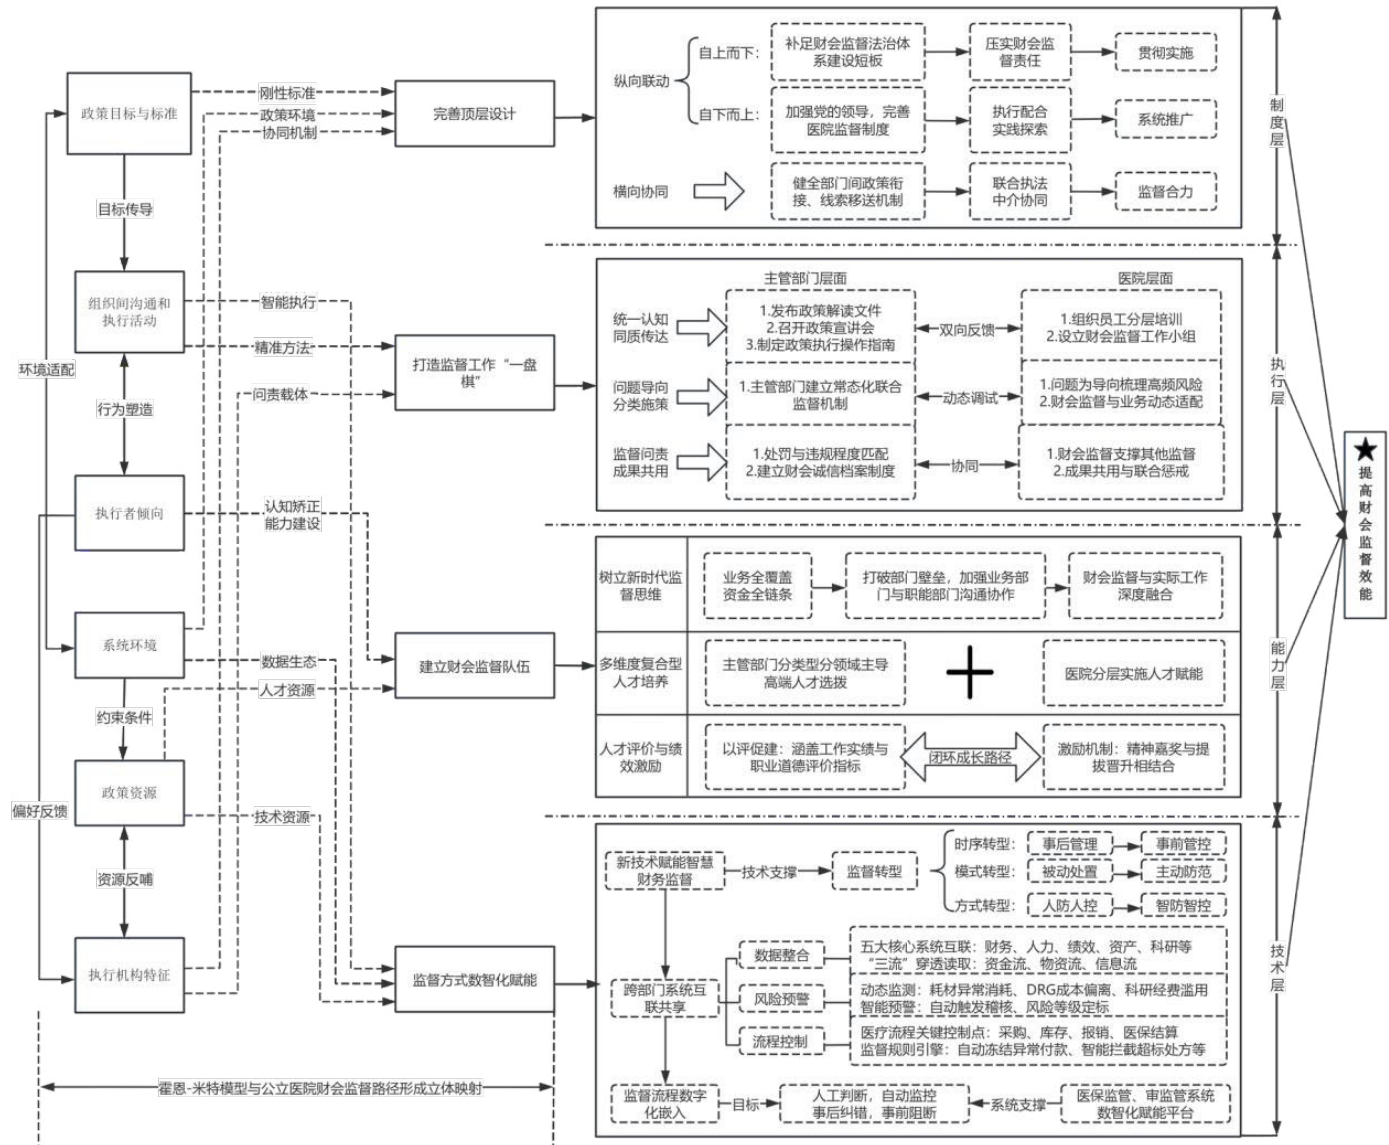 政策目标与标准
目标传导
组织间沟通和
执行活动
环境适配
行为塑造
执行者倾向
系统环境
约束条件
政策资源
偏好反馈
资源反哺
执行机构特征
霍恩-米特模型与公立医院财会监督路径形成立体映射
刚性标准
政策环境
协同机制
智能执行
精准方法
问责载体
认知矫正
能力建设
数据生态
人才资源
技术资源
完善顶层设计
打造监督工作“一盘
棋”
建立财会监督队伍
监督方式数智化赋能
纵向联动
自上而下：
补足财会监督法治体
系建设短板
压实财会监
督责任
贯彻实施
自下而上：
加强党的领导，完善
医院监督制度
执行配合
实践探索
系统推广
横向协同
健全部门间政策衔
接、线索移送机制
联合执法
中介协同
监督合力
制度层
主管部门层面
医院层面
统一认知
同质传达
1.发布政策解读文件
2.召开政策宣讲会
3.制定政策执行操作指南
双向反馈
1.组织员工分层培训
2.设立财会监督工作小组
问题导向
分类施策
1.主管部门建立常态化联合
监督机制
动态调试
1.问题为导向梳理高频风险
2.财会监督与业务动态适配
监督问责
成果共用
1.处罚与违规程度匹配
2.建立财会诚信档案制度
协同
1.财会监督支撑其他监督
2.成果共用与联合惩戒
执行层
树立新时代监
督思维
业务全覆盖
资金全链条
打破部门壁垒，加强业务部
门与职能部门沟通协作
财会监督与实际工作
深度融合
多维度复合型
人才培养
主管部门分类型分领域主导
高端人才选拨
医院分层实施人才赋能
人才评价与绩
效激励
以评促建：涵盖工作实绩与
职业道德评价指标
闭环成长路径
激励机制：精神嘉奖与提
拔晋升相结合
能力层
新技术赋能智慧
财务监督
技术支撑
监督转型
时序转型：
事后管理
事前管控
模式转型：
被动处置
主动防范
方式转型：
人防人控
智防智控
跨部门系统互
联共享
数据整合
五大核心系统互联：财务、人力、绩效、资产、科研等
“三流”穿透读取：资金流、物资流、信息流
风险预警
动态监测：耗材异常消耗、DRG成本偏离、科研经费滥用
智能预警：自动触发稽核、风险等级定标
流程控制
医疗流程关键控制点：采购、库存、报销、医保结算
监督规则引擎：自动冻结异常付款、智能拦截超标处方等
监督流程数字
化嵌入
目标
人工判断，自动监控
事后纠错，事前阻断
系统支撑
医保监管、审监管系统
数智化赋能平台
技术层
提高财会监督效能